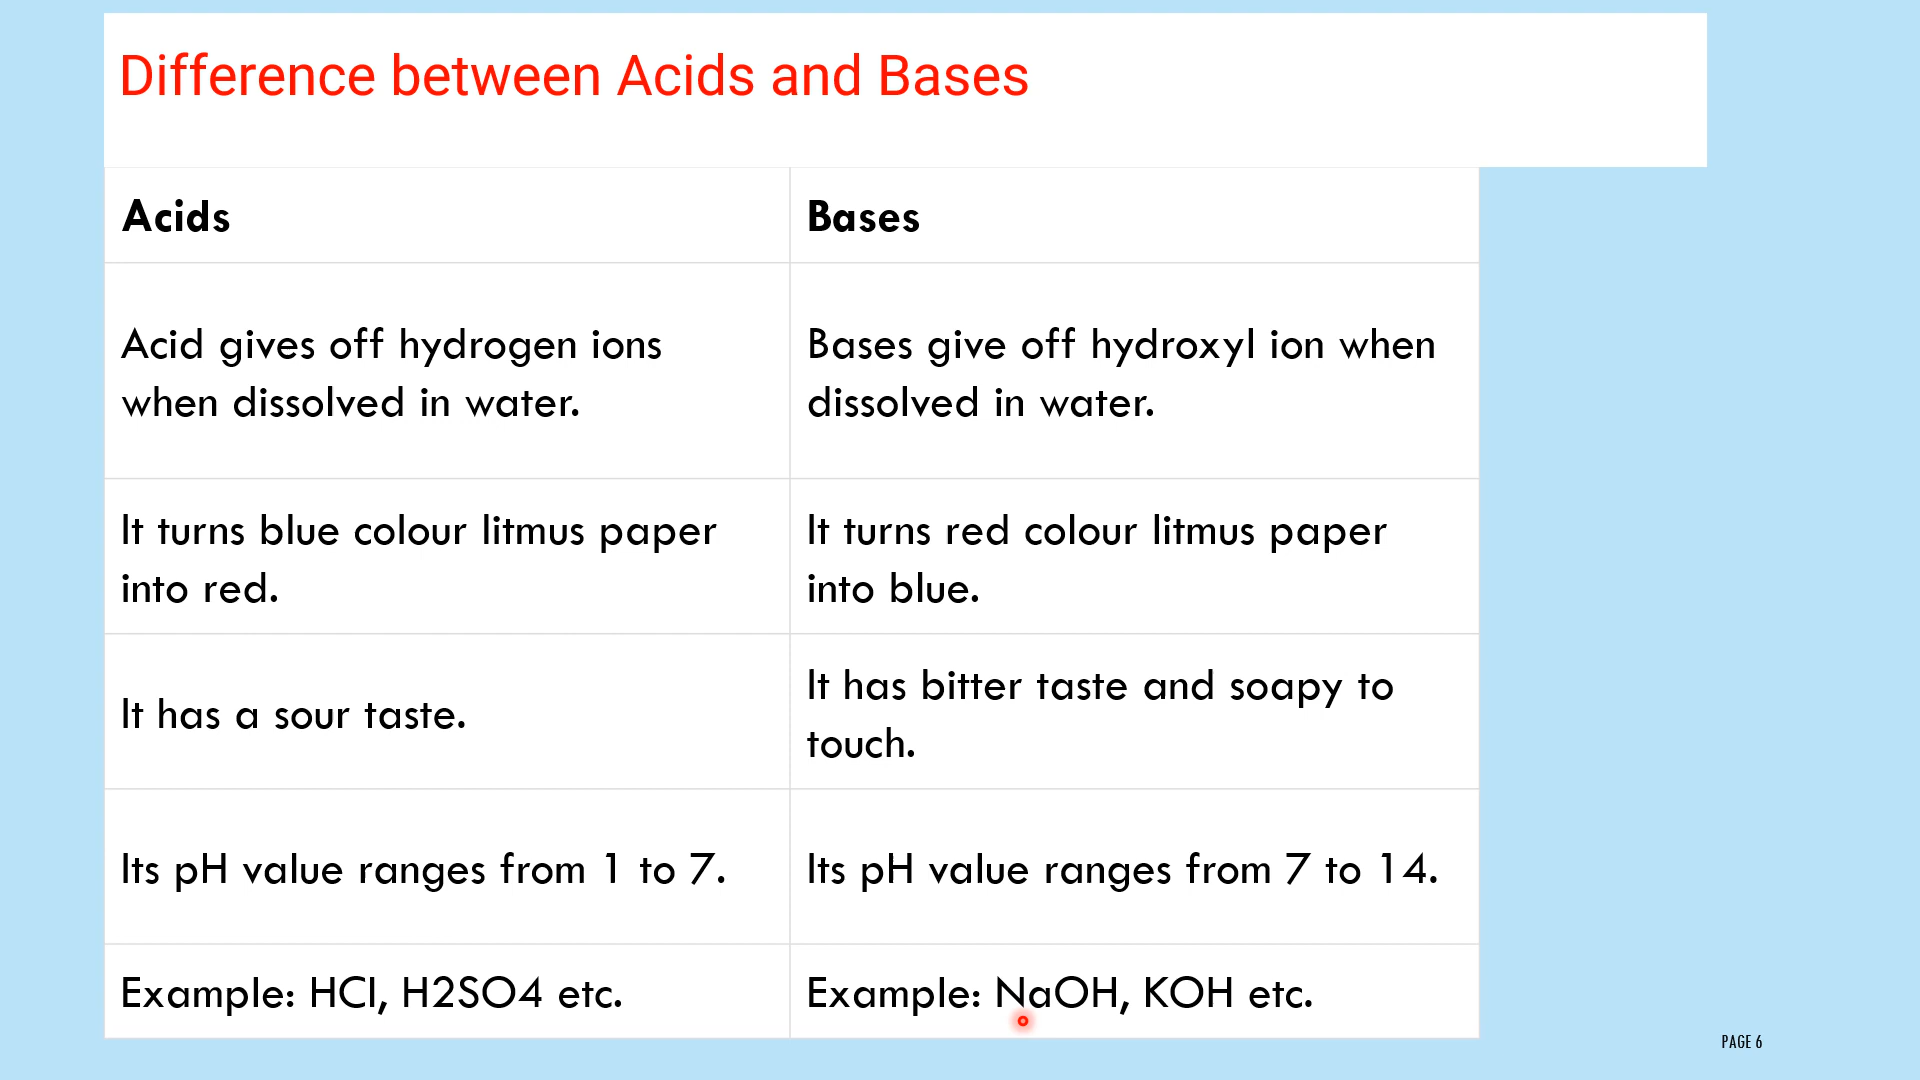 Difference between Acids and Bases
Acids
Bases
Acid gives off hydrogen ions
when dissolved in water.
Bases give off hydroxyl ion when
dissolved in water.
It turns blue colour litmus paper
into red.
It turns red colour litmus paper
into blue.
It has a sour taste.
It has bitter taste and soapy to
touch.
Its pH value ranges from 1 to 7.
Its pH value ranges from 7 to 14.
Example: HCl, H2SO4 etc.
Example: NaOH, KOH etc.
PAGE 6